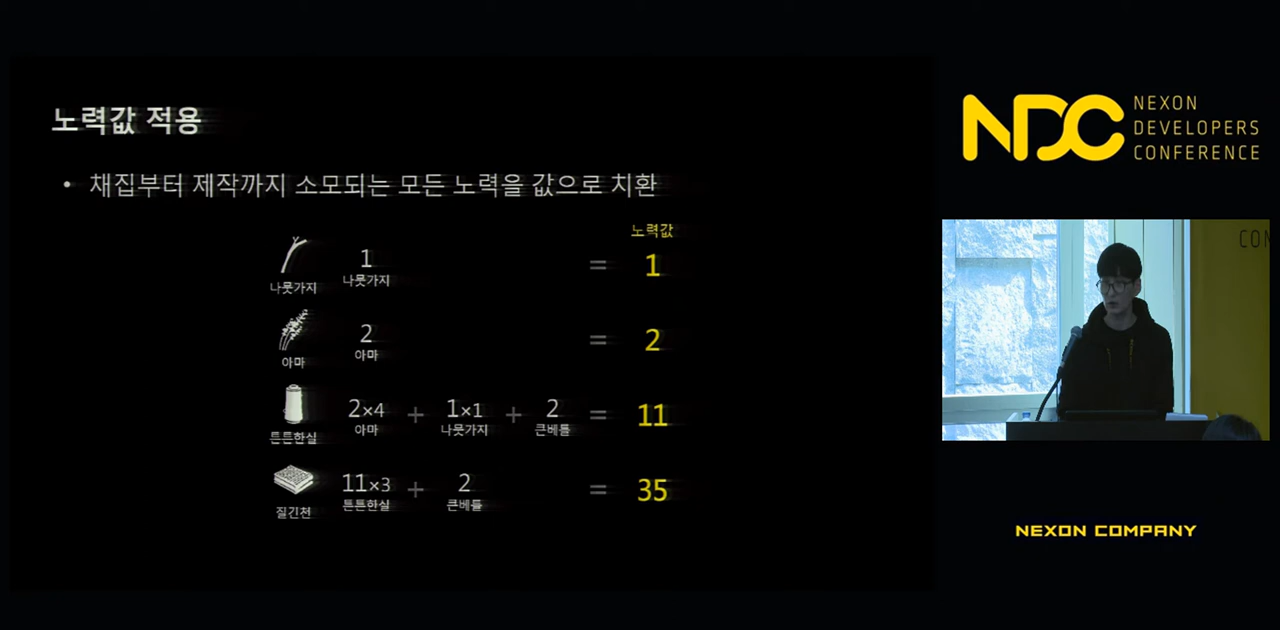 노력값 적용
• 채집부터 제작까지 소모되는 모든 노력을 값으로 치환
노력값
나뭇가지 1 나뭇가지 = 1
아마 2 아마 = 2
튼튼한실 2×4 아마 + 1×1 나뭇가지 + 2 큰베틀 = 11
질긴천 11×3 튼튼한실 + 2 큰베틀 = 35
NDC NEXON
DEVELOPERS
CONFERENCE
CON
NEXON COMPANY